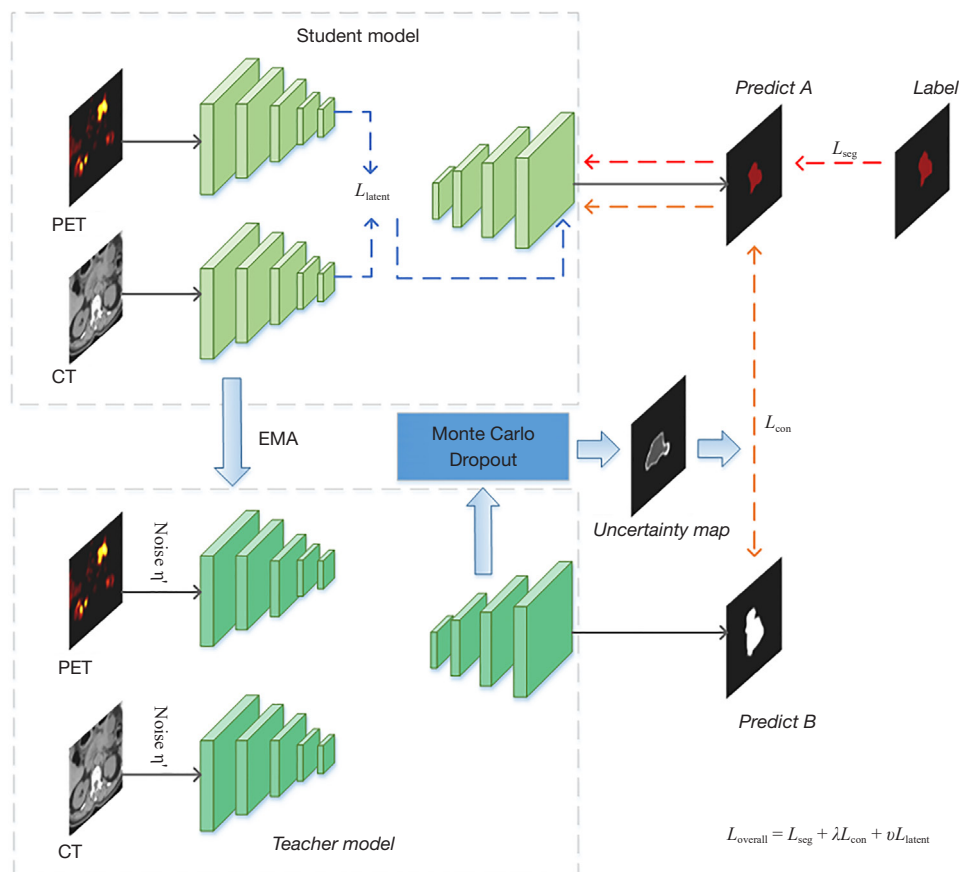 Student model
Predict A
Label
L_seg
PET
L_latent
CT
EMA
Monte Carlo
Dropout
L_con
Uncertainty map
Noise η'
PET
Noise η'
Predict B
CT
Teacher model
L_overall = L_seg + λL_con + υL_latent